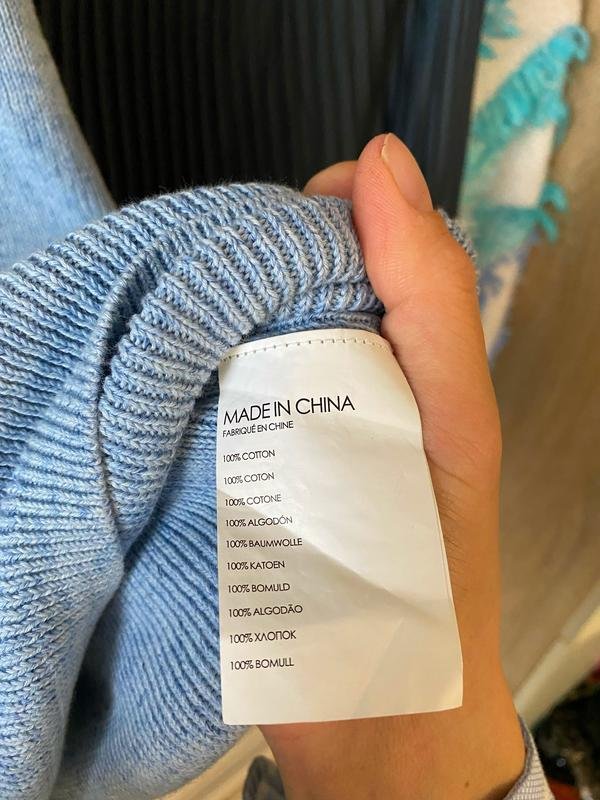 MADE IN CHINA
FABRIQUÉ EN CHINE
100% COTTON
100% COTON
100% COTONE
100% ALGODÓN
100% BAUMWOLLE
100% KATOEN
100% BOMULD
100% ALGODÃO
100% ХЛОПОК
100% BOMULL